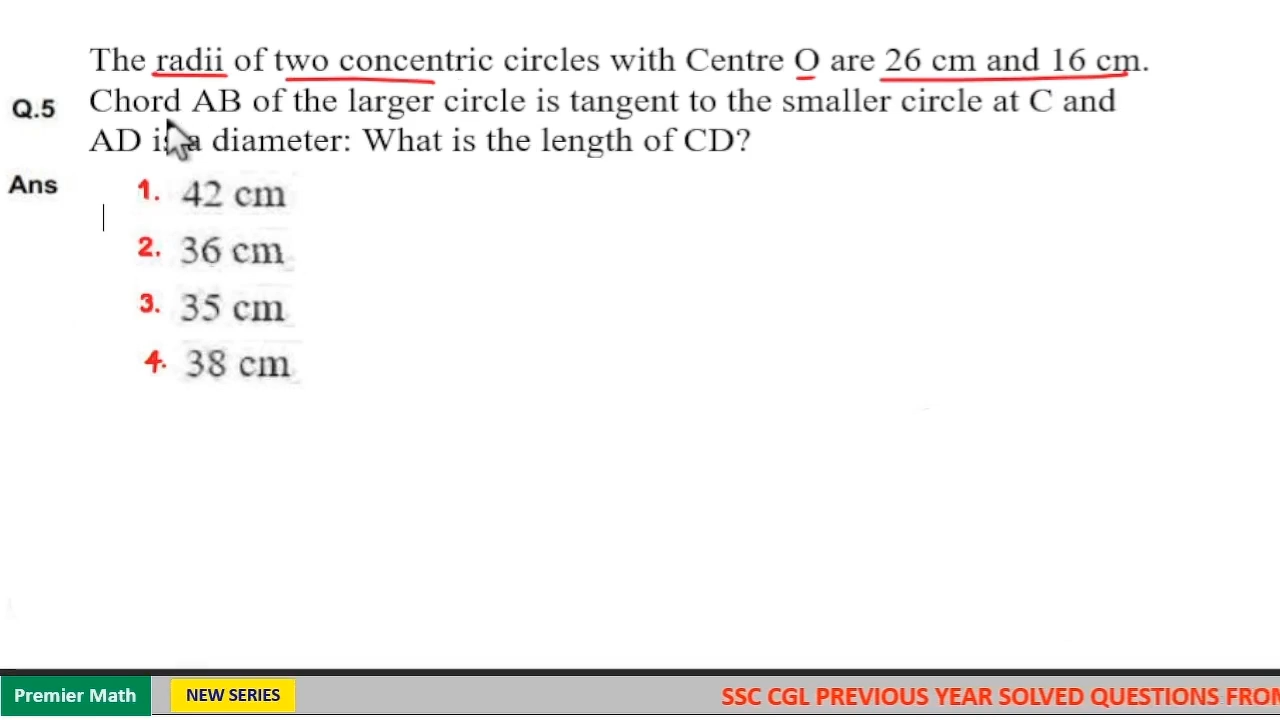 The radii of two concentric circles with Centre O are 26 cm and 16 cm.
Q.5 Chord AB of the larger circle is tangent to the smaller circle at C and
AD is a diameter: What is the length of CD?
Ans 1. 42 cm
2. 36 cm
3. 35 cm
4. 38 cm
Premier Math NEW SERIES SSC CGL PREVIOUS YEAR SOLVED QUESTIONS FROM